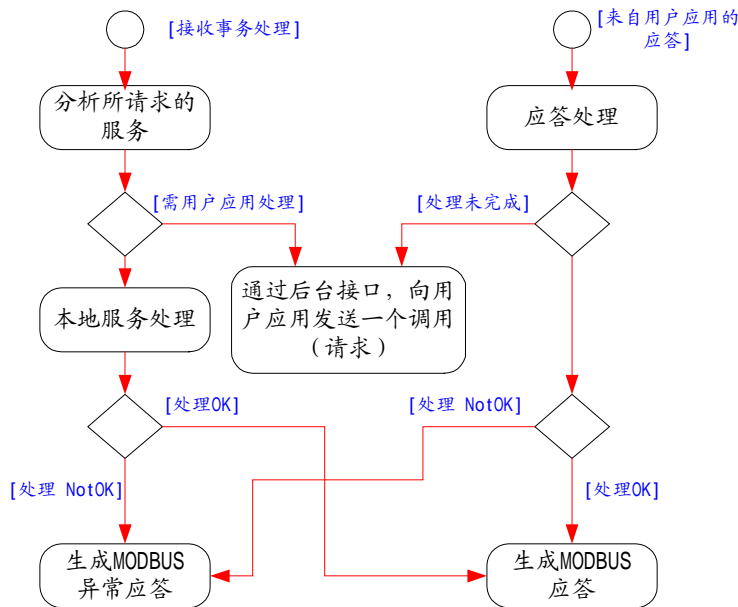 [接收事务处理]
[来自用户应用的
应答]
分析所请求的
服务
应答处理
[需用户应用处理]
[处理未完成]
本地服务处理
通过后台接口，向用
户应用发送一个调用
（请求）
[处理OK]
[处理 NotOK]
[处理 NotOK]
[处理OK]
生成MODBUS
异常应答
生成MODBUS
应答